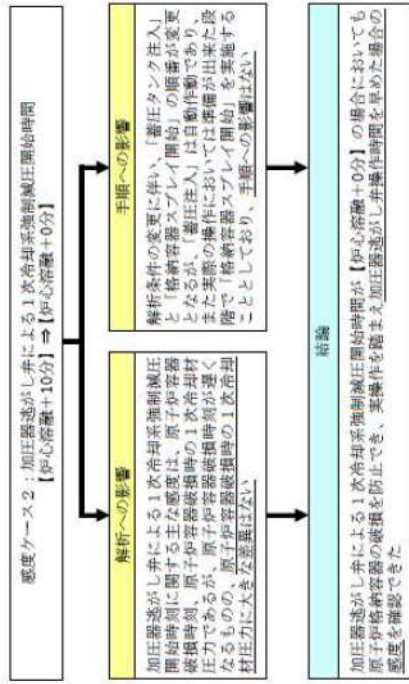 感度ケース2:加圧器逃がし弁による1次冷却系強制減圧開始時間
【炉心溶融+10分】⇒【炉心溶融+0分】
解析への影響
加圧器逃がし弁による1次冷却系強制減圧
開始時刻に関する主な感度は、原子炉容器
破損時刻、原子炉容器破損時の1次冷却材
圧力であるが、原子炉容器破損時刻が遅く
なるものの、原子炉容器破損時の1次冷却
材圧力に大きな差異はない
手順への影響
解析条件の変更に伴い、「蓄圧タンク注入」
と「格納容器スプレイ開始」の順番が変更
となるが、「蓄圧注入」は自動作動であり、
また実際の操作においては準備が出来た段
階で「格納容器スプレイ開始」を実施する
こととしており、手順への影響はない
結論
加圧器逃がし弁による1次冷却系強制減圧開始時間が【炉心溶融+0分】の場合においても
原子炉格納容器の破損を防止でき、実操作を踏まえ加圧器逃がし弁操作時間を早めた場合の
感度を確認できた